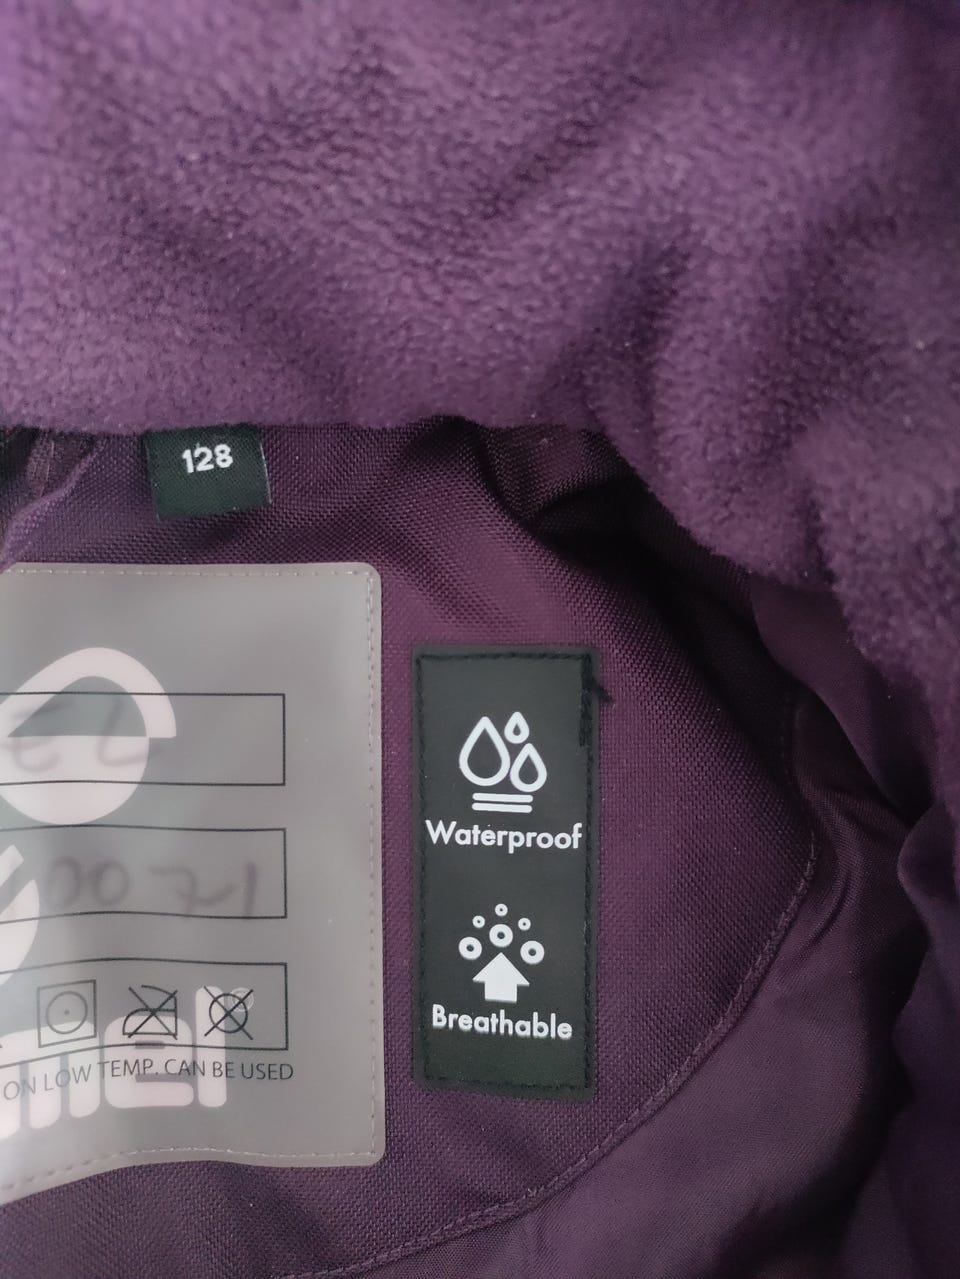 128
Waterproof
Breathable
ON LOW TEMP. CAN BE USED